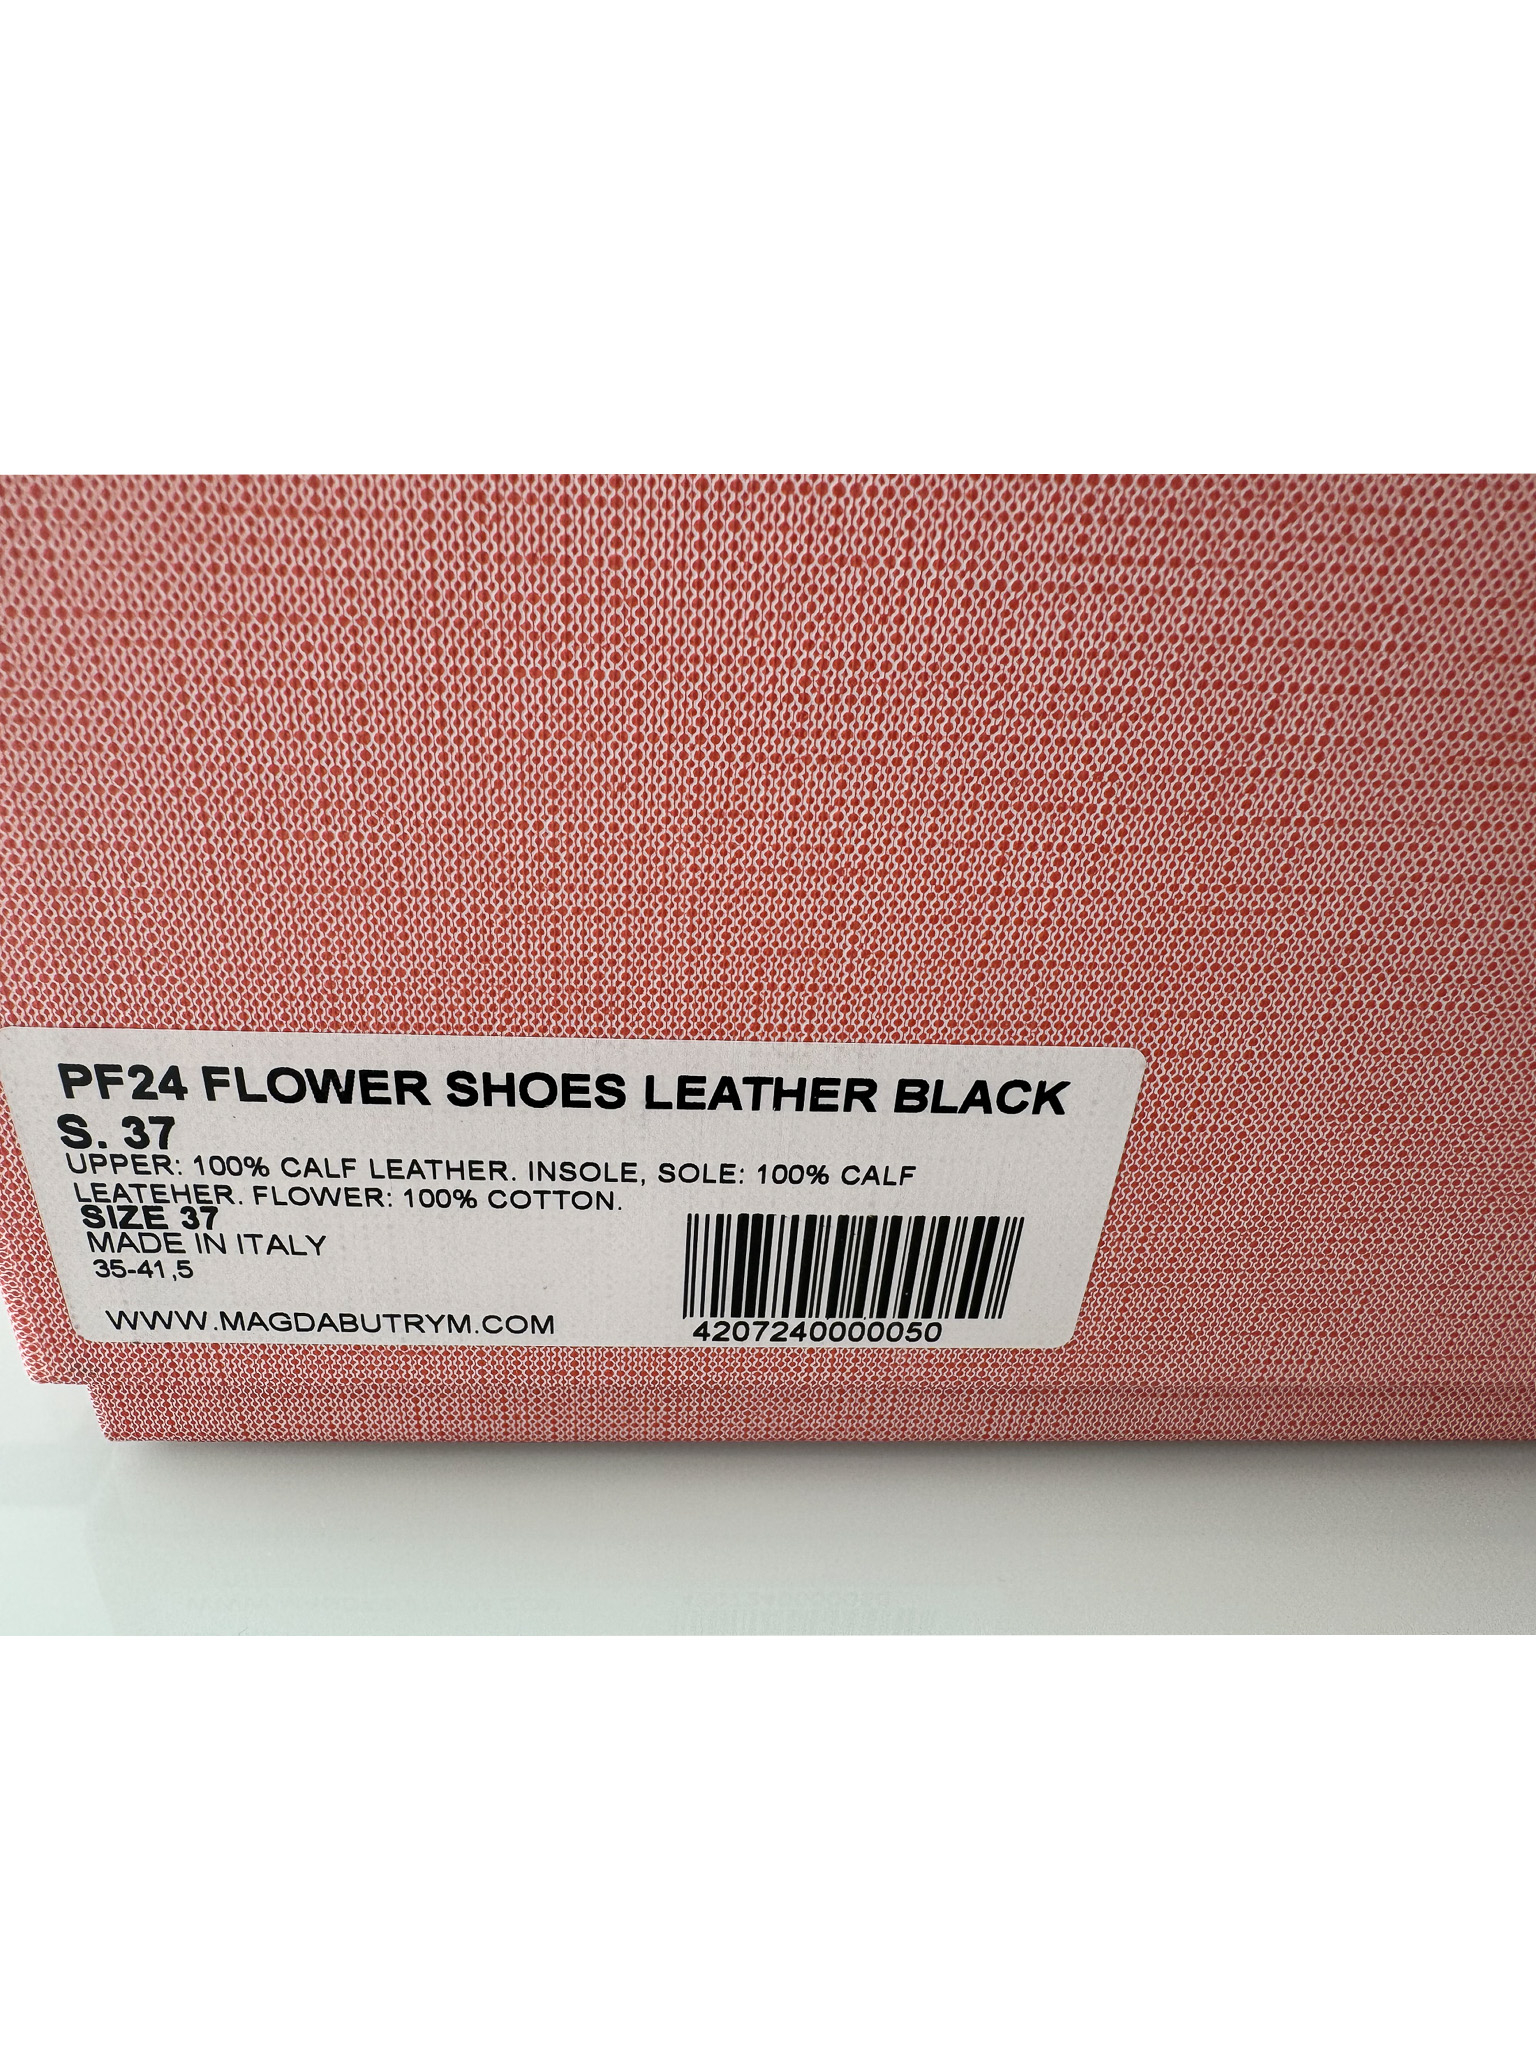 PF24 FLOWER SHOES LEATHER BLACK
S. 37
UPPER: 100% CALF LEATHER. INSOLE, SOLE: 100% CALF
LEATEHER. FLOWER: 100% COTTON.
SIZE 37
MADE IN ITALY
35-41,5
WWW.MAGDABUTRYM.COM
4207240000050